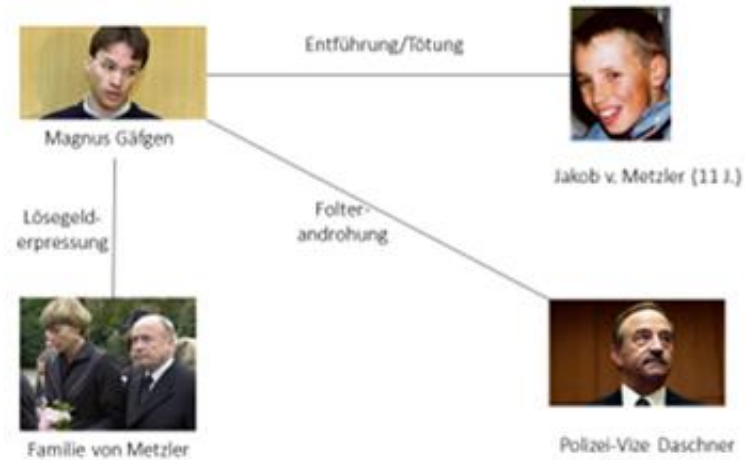 Entführung/Tötung
Magnus Gäfgen
Jakob v. Metzler (11 J.)
Lösegeld-
erpressung
Folter-
androhung
Familie von Metzler
Polizei-Vize Daschner